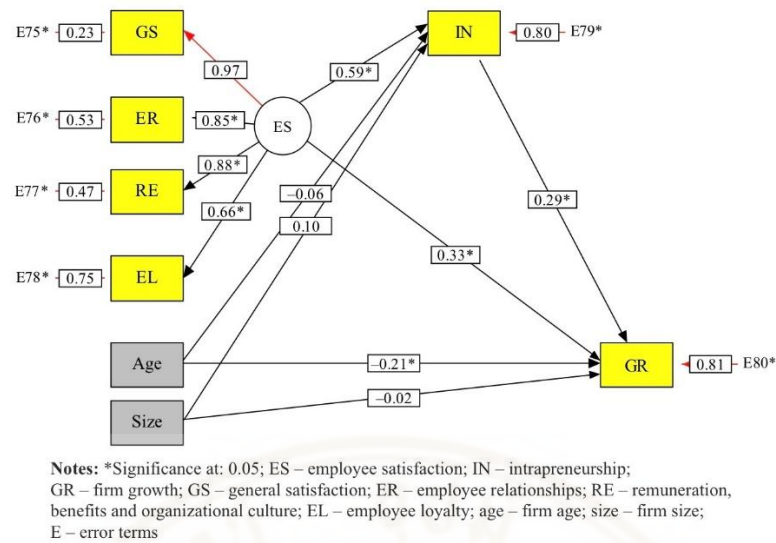 E75* 0.23 GS
IN 0.80 E79*
0.97
0.59*
E76* 0.53 ER 0.85* ES
0.88*
E77* 0.47 RE
–0.06
0.66*
0.10
0.29*
0.33*
E78* 0.75 EL
Age –0.21* GR 0.81 E80*
–0.02
Size
Notes: *Significance at: 0.05; ES – employee satisfaction; IN – intrapreneurship;
GR – firm growth; GS – general satisfaction; ER – employee relationships; RE – remuneration,
benefits and organizational culture; EL – employee loyalty; age – firm age; size – firm size;
E – error terms